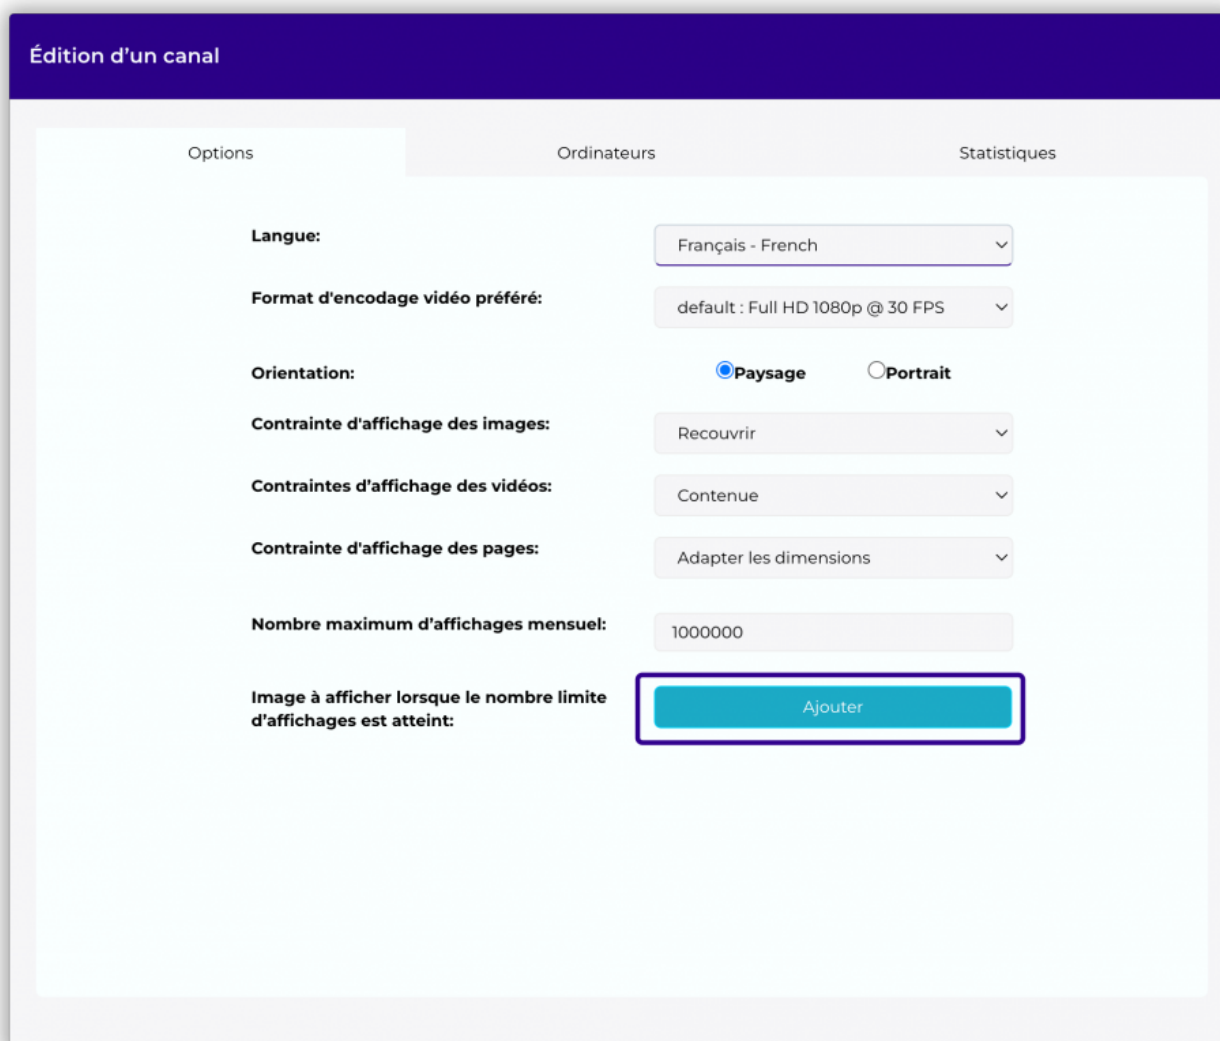 Édition d’un canal
Options
Ordinateurs
Statistiques
Langue:
Français - French
Format d'encodage vidéo préféré:
default : Full HD 1080p @ 30 FPS
Orientation:
Paysage
Portrait
Contrainte d'affichage des images:
Recouvrir
Contraintes d’affichage des vidéos:
Contenue
Contrainte d'affichage des pages:
Adapter les dimensions
Nombre maximum d’affichages mensuel:
1000000
Image à afficher lorsque le nombre limite
d’affichages est atteint:
Ajouter